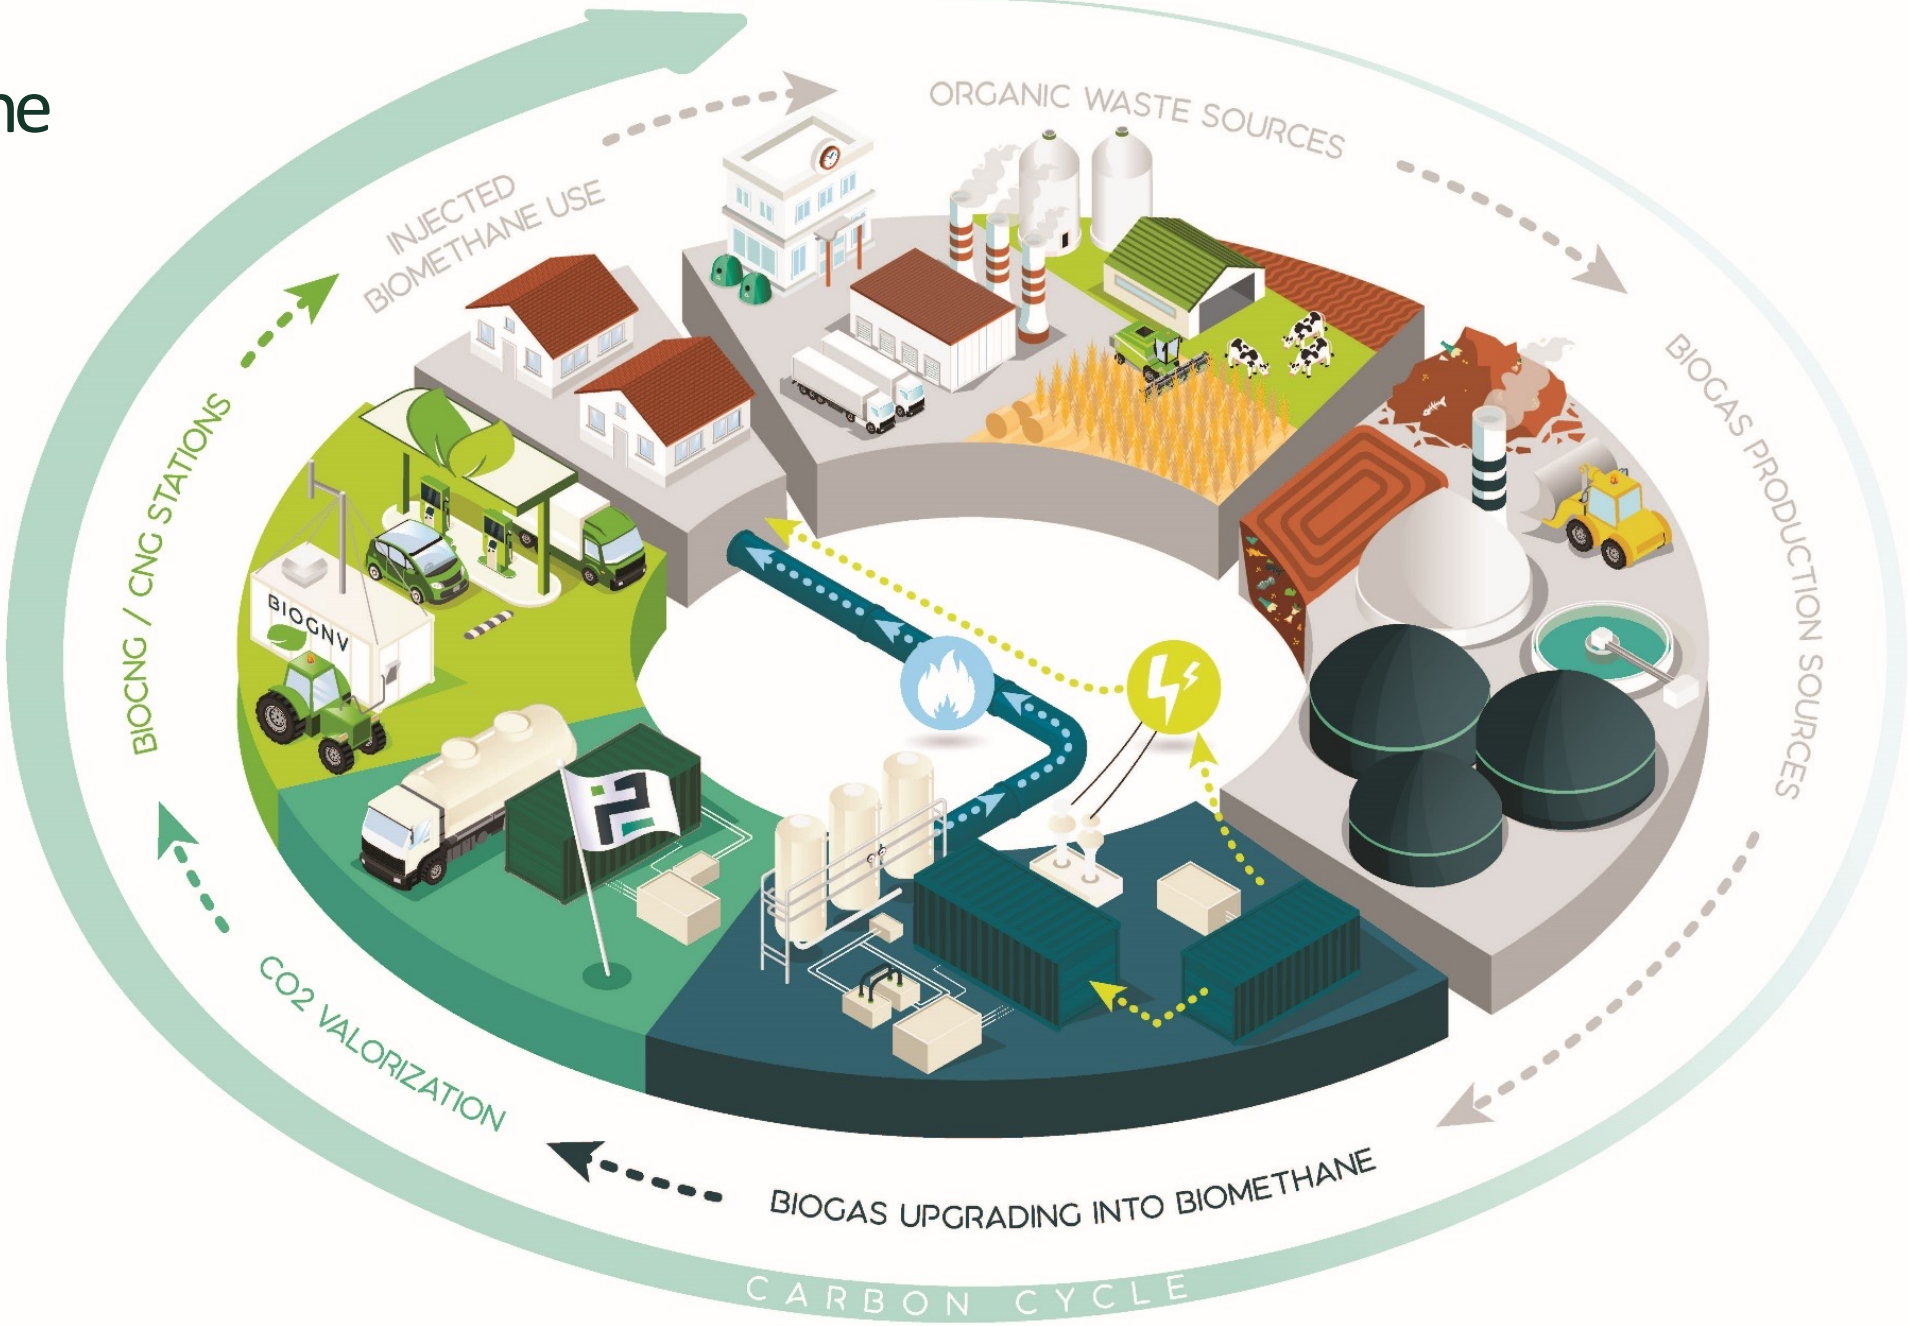 ne
ORGANIC WASTE SOURCES
INJECTED
BIOMETHANE USE
BIOGAS PRODUCTION SOURCES
BIOCNG / CNG STATIONS
BIOGNV
CO2 VALORIZATION
BIOGAS UPGRADING INTO BIOMETHANE
CARBON CYCLE